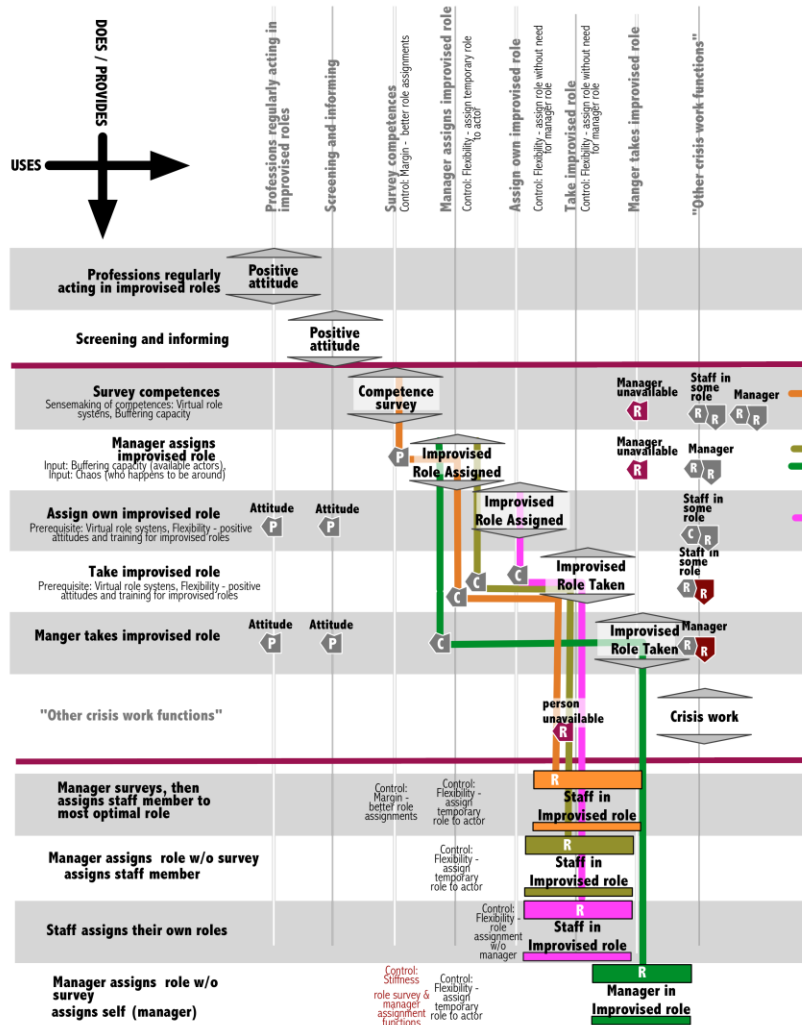 DOES / PROVIDES
USES
Professions regularly acting in
improvised roles
Screening and informing
Survey competences
Control: Margin - better role assignments
Manager assigns improvised role
Control: Flexibility - assign temporary role
to actor
Assign own improvised role
Control: Flexibility - assign role without need
for manager role
Take improvised role
Control: Flexibility - assign role without need
for manager role
Manger takes improvised role
"Other crisis work functions"
Professions regularly
acting in improvised roles
Positive
attitude
Screening and informing
Positive
attitude
Survey competences
Sensemaking of competences: Virtual role
systems, Buffering capacity
Competence
survey
Manager
unavailable
R
Staff in
some
role
R
R
Manager
R
R
Manager assigns
improvised role
Input: Buffering capacity (available actors),
Input: Chaos (who happens to be around)
P
Improvised
Role Assigned
Manager
unavailable
R
Manager
R
R
Assign own improvised role
Prerequisite: Virtual role systens, Flexibility - positive
attitudes and training for improvised roles
Attitude
P
Attitude
P
Improvised
Role Assigned
Staff in
some
role
C
R
Take improvised role
Prerequisite: Virtual role systens, Flexibility - positive
attitudes and training for improvised roles
C
C
C
Improvised
Role Taken
Staff in
some
role
R
R
Manger takes improvised role
Attitude
P
Attitude
P
C
Improvised
Role Taken
Manager
R
R
"Other crisis work functions"
person
unavailable
R
Crisis work
Manager surveys, then
assigns staff member to
most optimal role
Control:
Margin -
better role
assignments
Control:
Flexibility -
assign
temporary
role to actor
R
Staff in
Improvised role
Manager assigns role w/o survey
assigns staff member
Control:
Flexibility -
assign
temporary
role to actor
R
Staff in
Improvised role
Staff assigns their own roles
Control:
Flexibility -
role
assignment
w/o
manager
R
Staff in
Improvised role
Manager assigns role w/o
survey
assigns self (manager)
Control:
Stiffness
role survey &
manager
assignment
functions
Control:
Flexibility -
assign
temporary
role to actor
R
Manager in
Improvised role